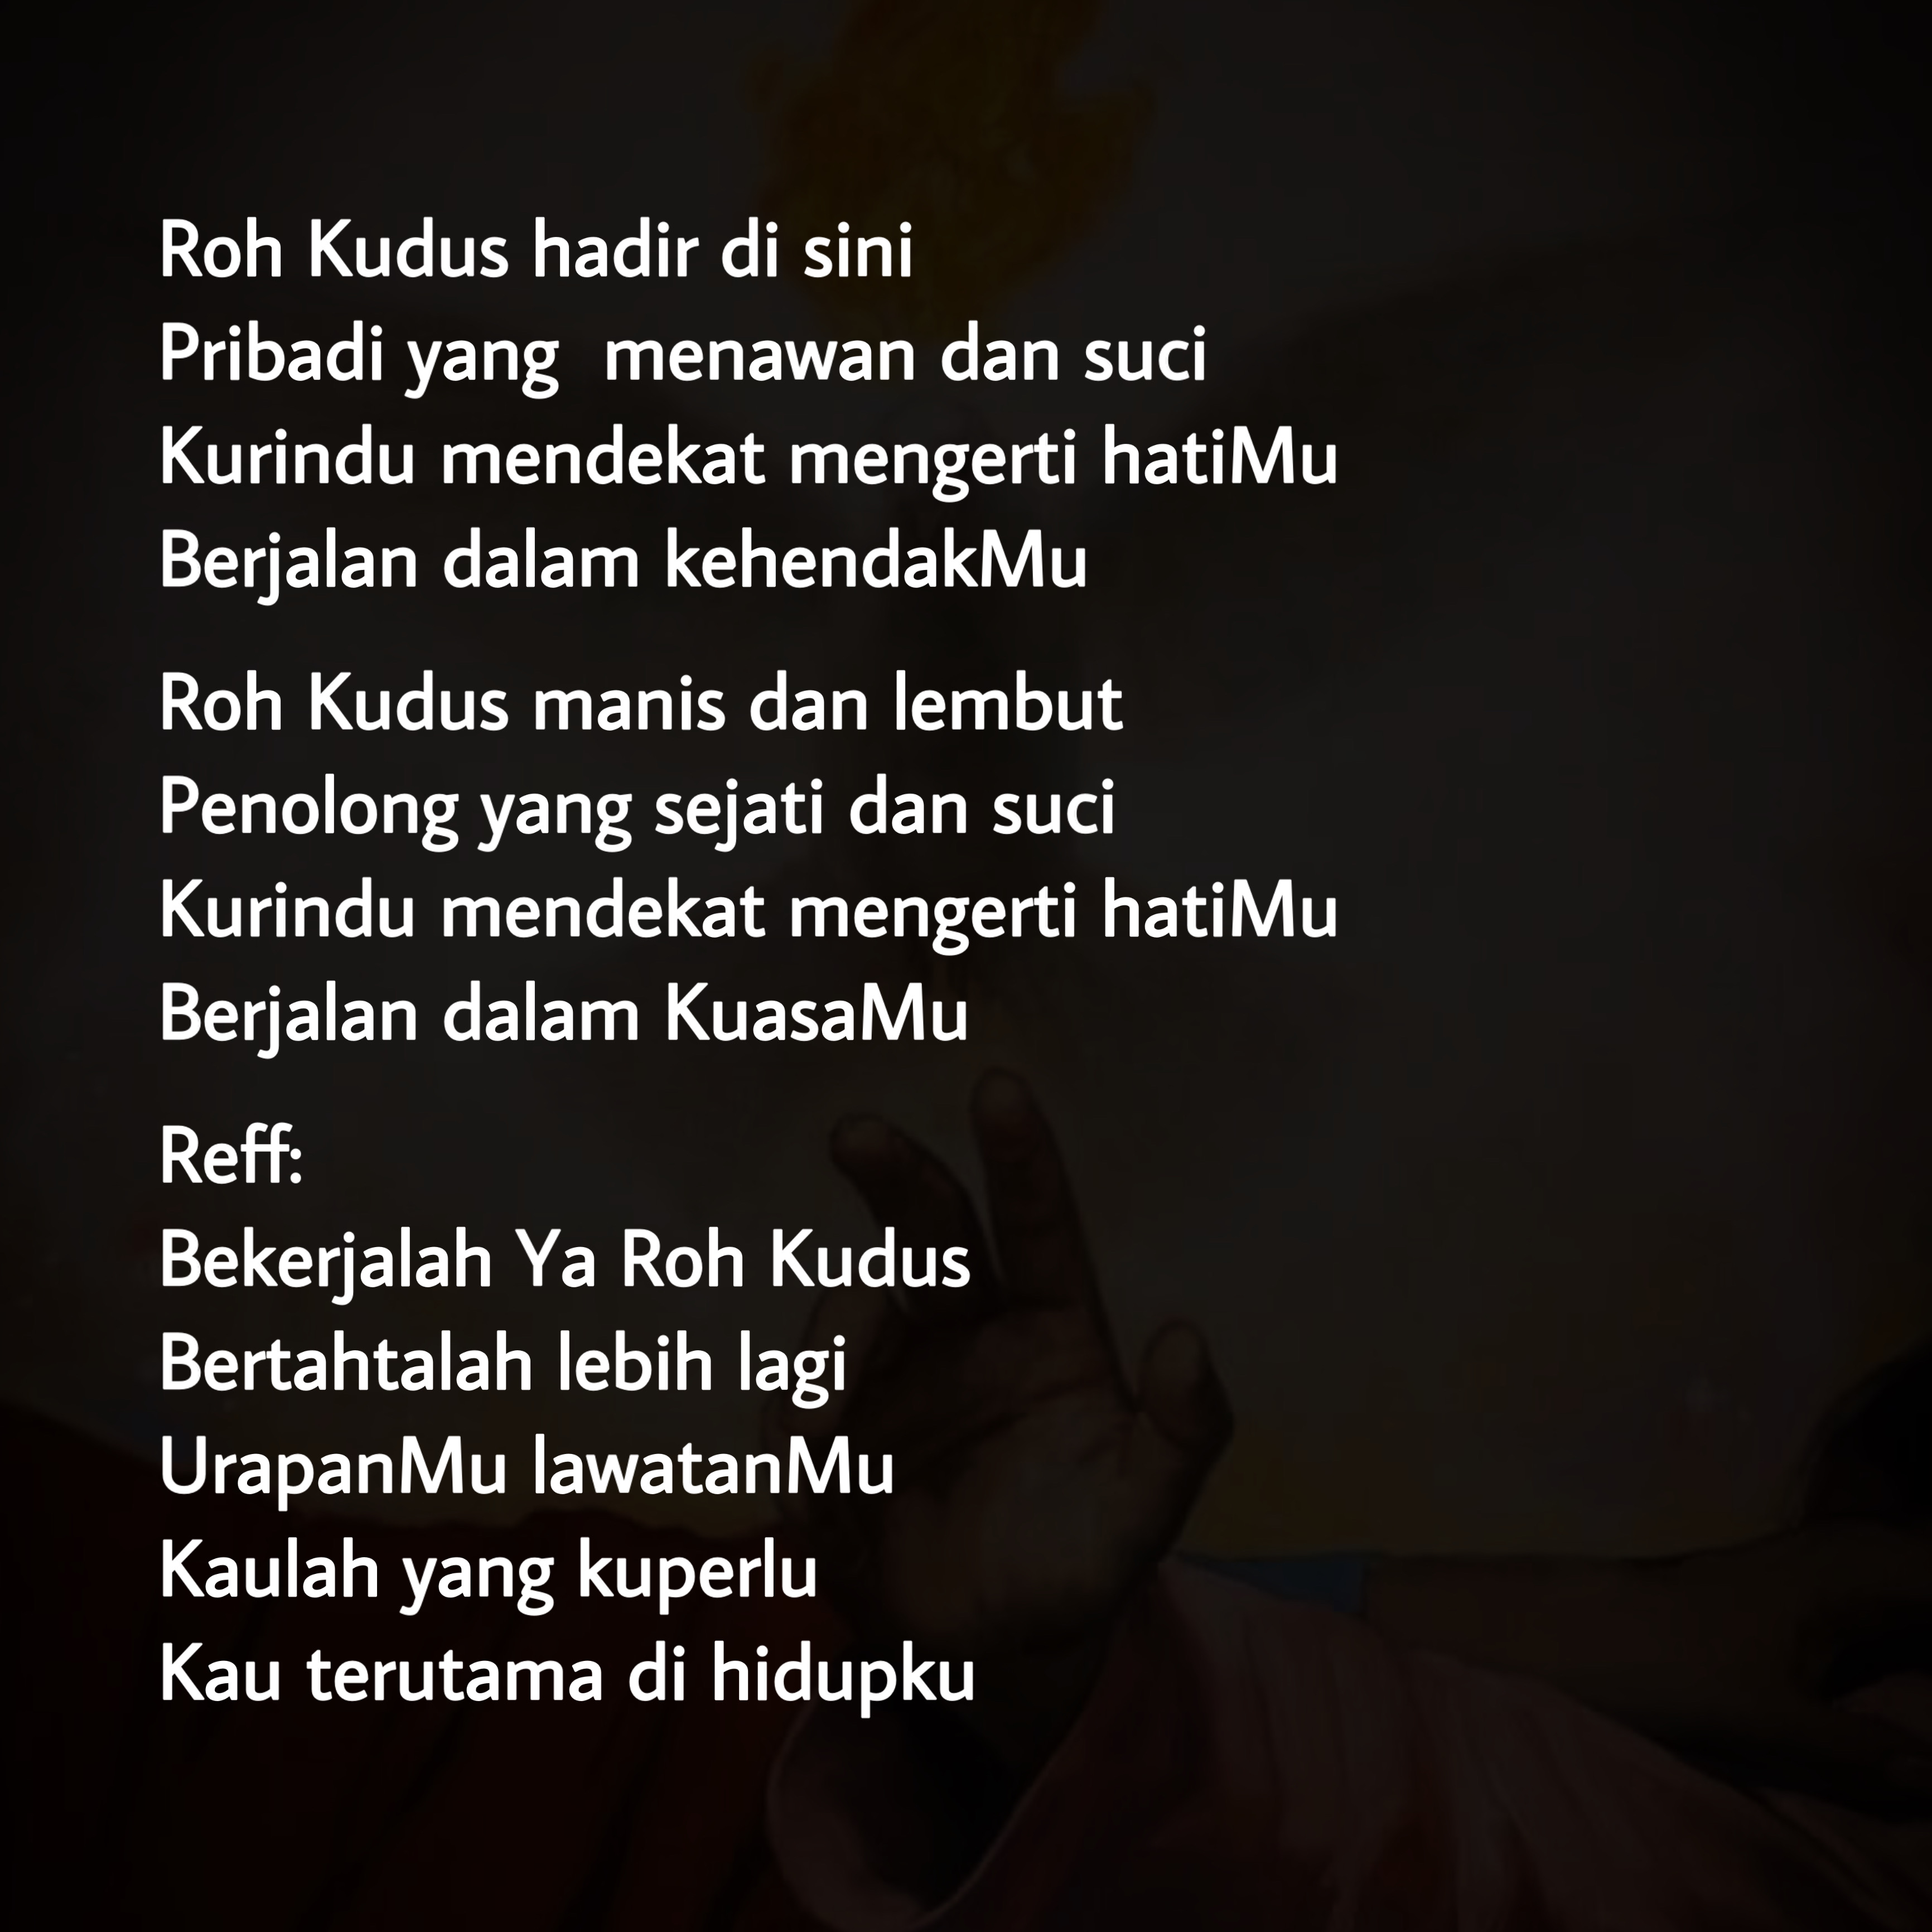 Roh Kudus hadir di sini
Pribadi yang  menawan dan suci
Kurindu mendekat mengerti hatiMu
Berjalan dalam kehendakMu
Roh Kudus manis dan lembut
Penolong yang sejati dan suci
Kurindu mendekat mengerti hatiMu
Berjalan dalam KuasaMu
Reff:
Bekerjalah Ya Roh Kudus
Bertahtalah lebih lagi
UrapanMu lawatanMu
Kaulah yang kuperlu
Kau terutama di hidupku